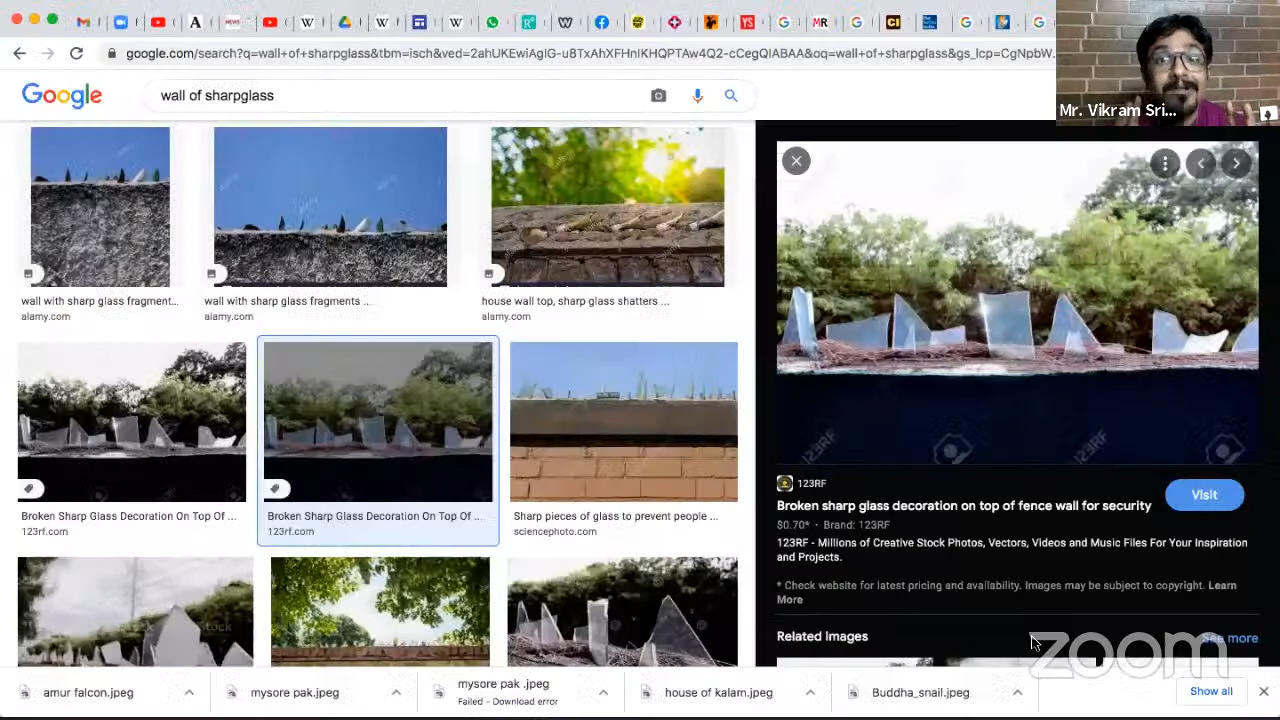 google.com/search?q=wall+of+sharpglass&tbm=isch&ved=2ahUKEwiAglG-u8TxAhXFHnIKHQPTAw4Q2-cCegQIABAA&oq=wall+of+sharpglass&gs_lcp=CgNpbW..
Mr. Vikram Sri...
Google
wall of sharpglass
wall with sharp glass fragment...
alamy.com
wall with sharp glass fragments ...
alamy.com
house wall top, sharp glass shatters ...
alamy.com
Broken Sharp Glass Decoration On Top Of ...
123rf.com
Broken Sharp Glass Decoration On Top Of ...
123rf.com
Sharp pieces of glass to prevent people ...
sciencephoto.com
123RF
123RF
123RF
Visit
Broken sharp glass decoration on top of fence wall for security
$0.70* · Brand: 123RF
123RF - Millions of Creative Stock Photos, Vectors, Videos and Music Files For Your Inspiration
and Projects.
* Check website for latest pricing and availability. Images may be subject to copyright. Learn
More
Related images
See more
zoom
amur falcon.jpeg
mysore pak.jpeg
mysore pak .jpeg
Failed - Download error
house of kalam.jpeg
Buddha_snail.jpeg
Show all